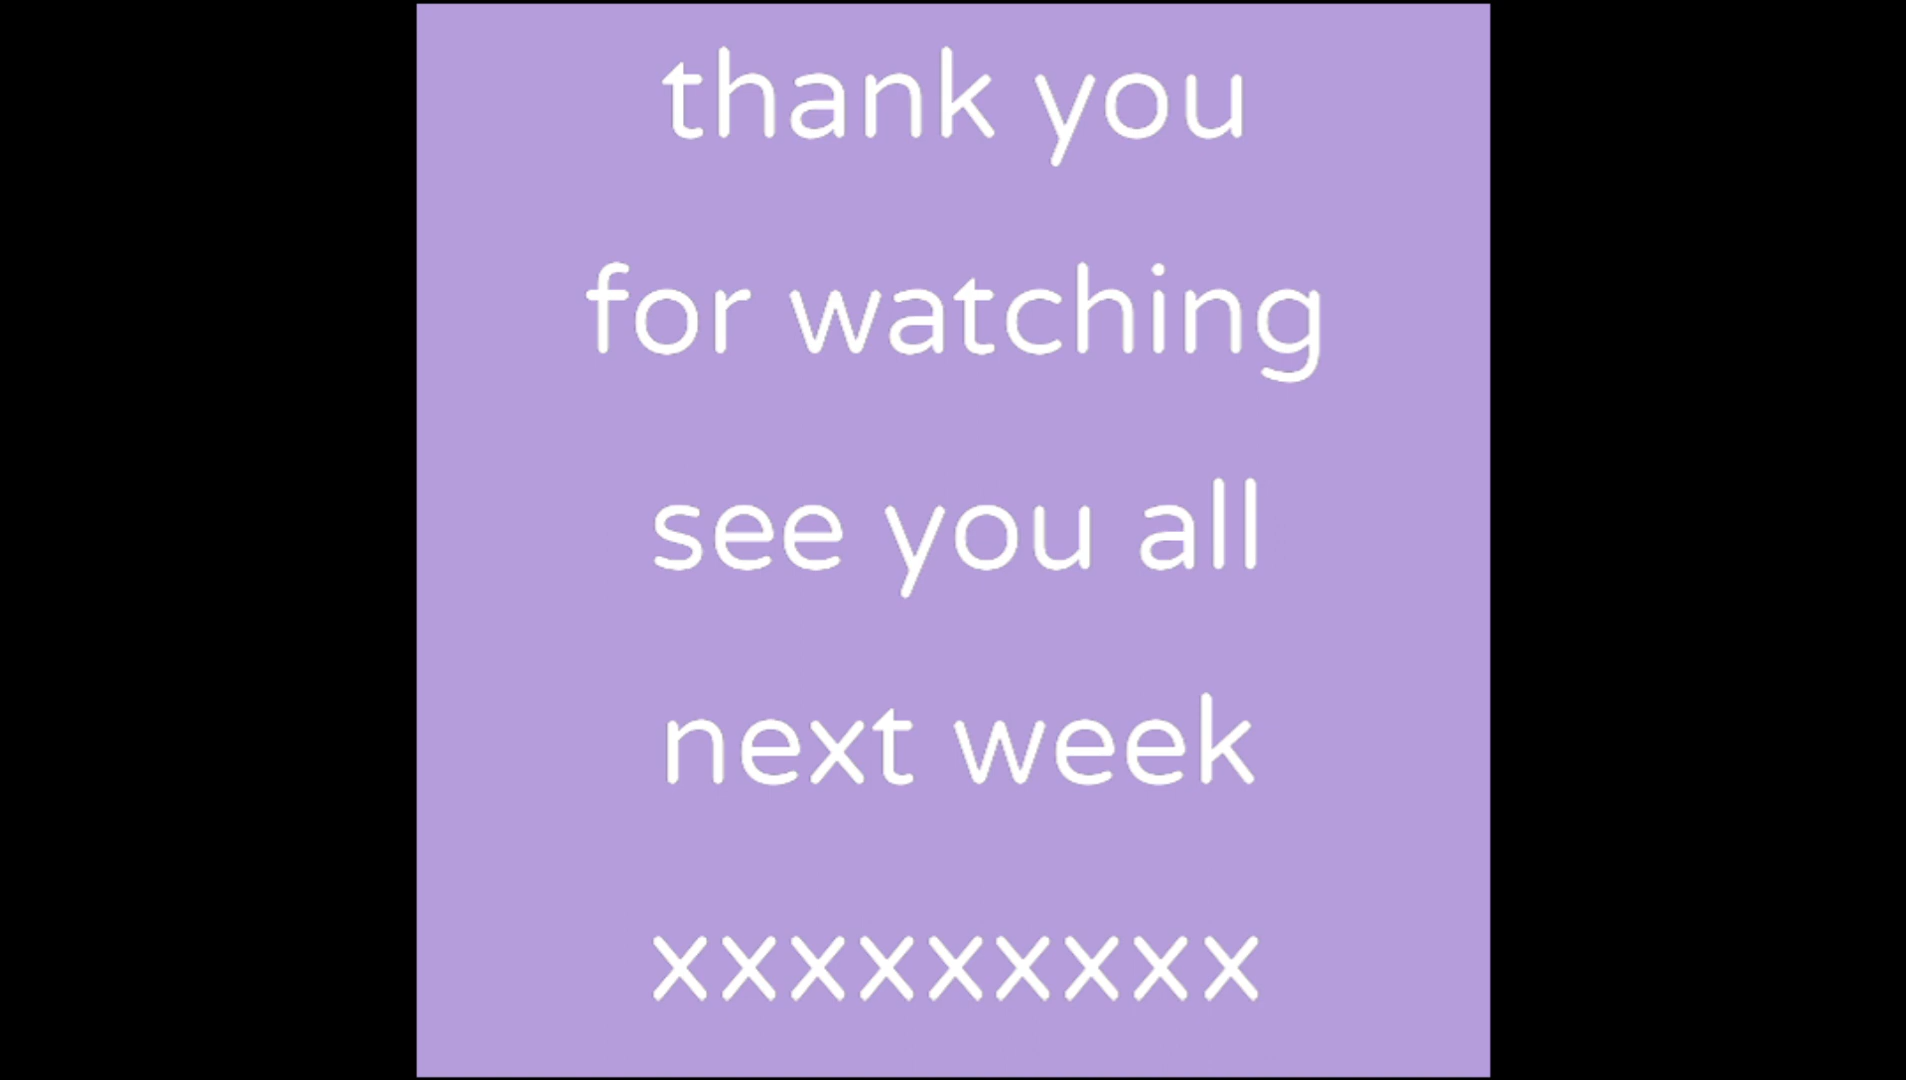 thank you
for watching
see you all
next week
xxxxxxxxx